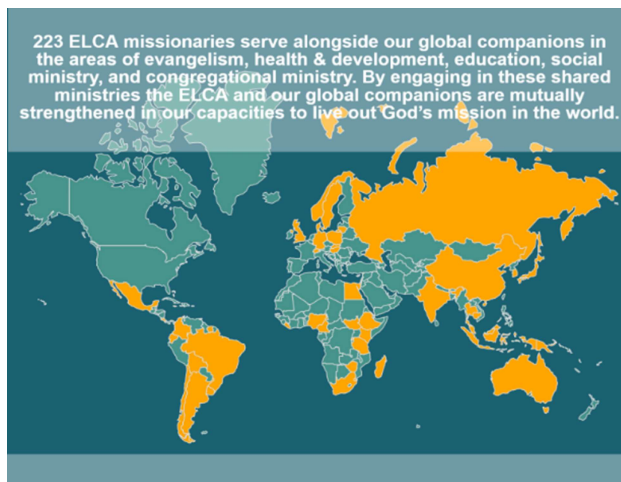 223 ELCA missionaries serve alongside our global companions in
the areas of evangelism, health & development, education, social
ministry, and congregational ministry. By engaging in these shared
ministries the ELCA and our global companions are mutually
strengthened in our capacities to live out God's mission in the world.